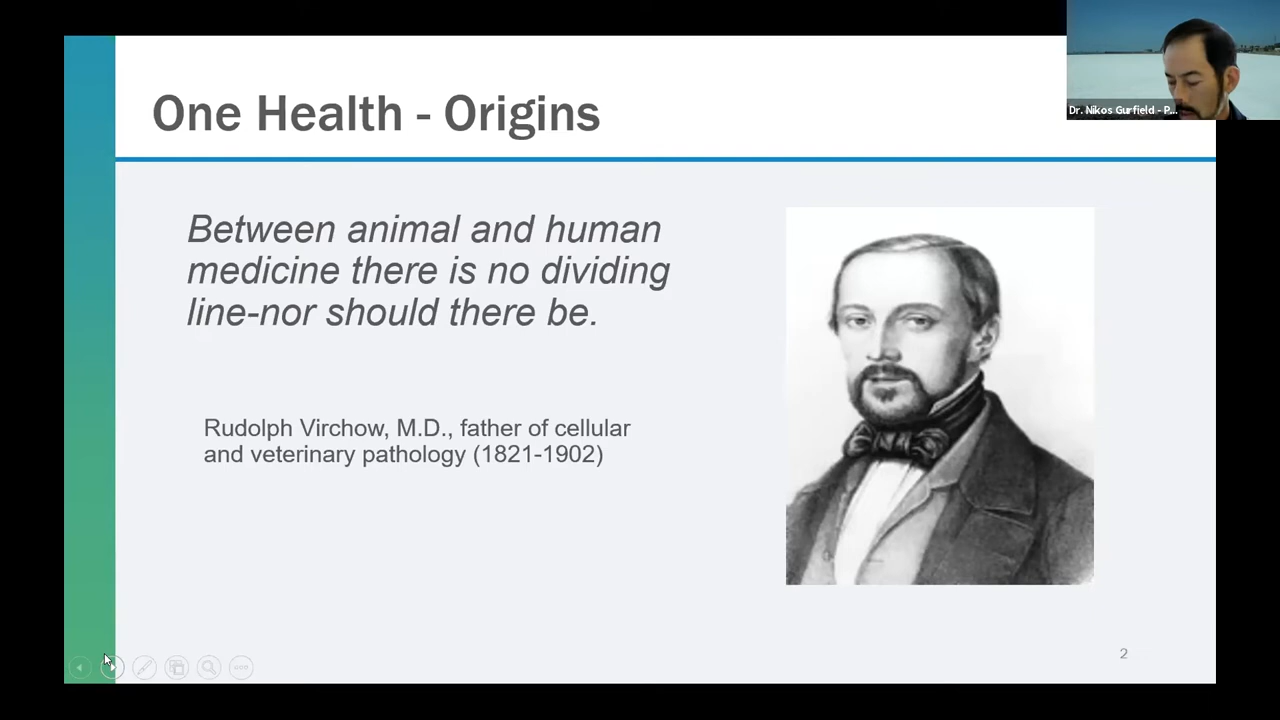 One Health - Origins
Dr. Nikos Gurfield - P...
Between animal and human
medicine there is no dividing
line-nor should there be.
Rudolph Virchow, M.D., father of cellular
and veterinary pathology (1821-1902)
2